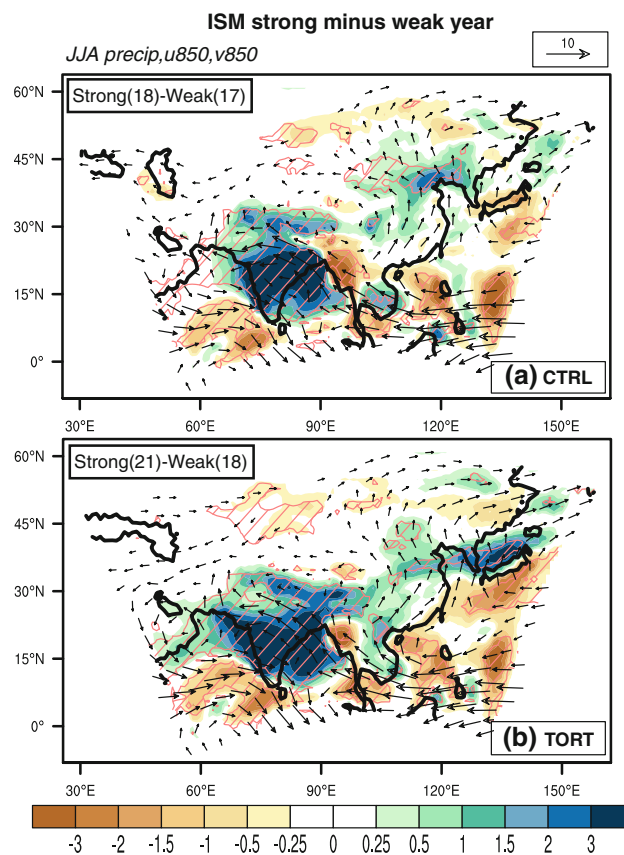 ISM strong minus weak year
JJA precip,u850,v850
10
60°N
Strong(18)-Weak(17)
45°N
30°N
15°N
0°
(a) CTRL
30°E 60°E 90°E 120°E 150°E
60°N
Strong(21)-Weak(18)
45°N
30°N
15°N
0°
(b) TORT
30°E 60°E 90°E 120°E 150°E
-3 -2 -1.5 -1 -0.5 -0.25 0 0.25 0.5 1 1.5 2 3